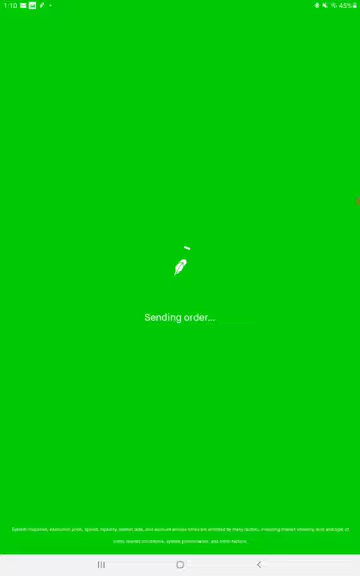 1:10
45%
Sending order...
System response, execution price, speed, liquidity, market data, and account access times are affected by many factors, including market volatility, size and type of
order, market conditions, system performance, and other factors.